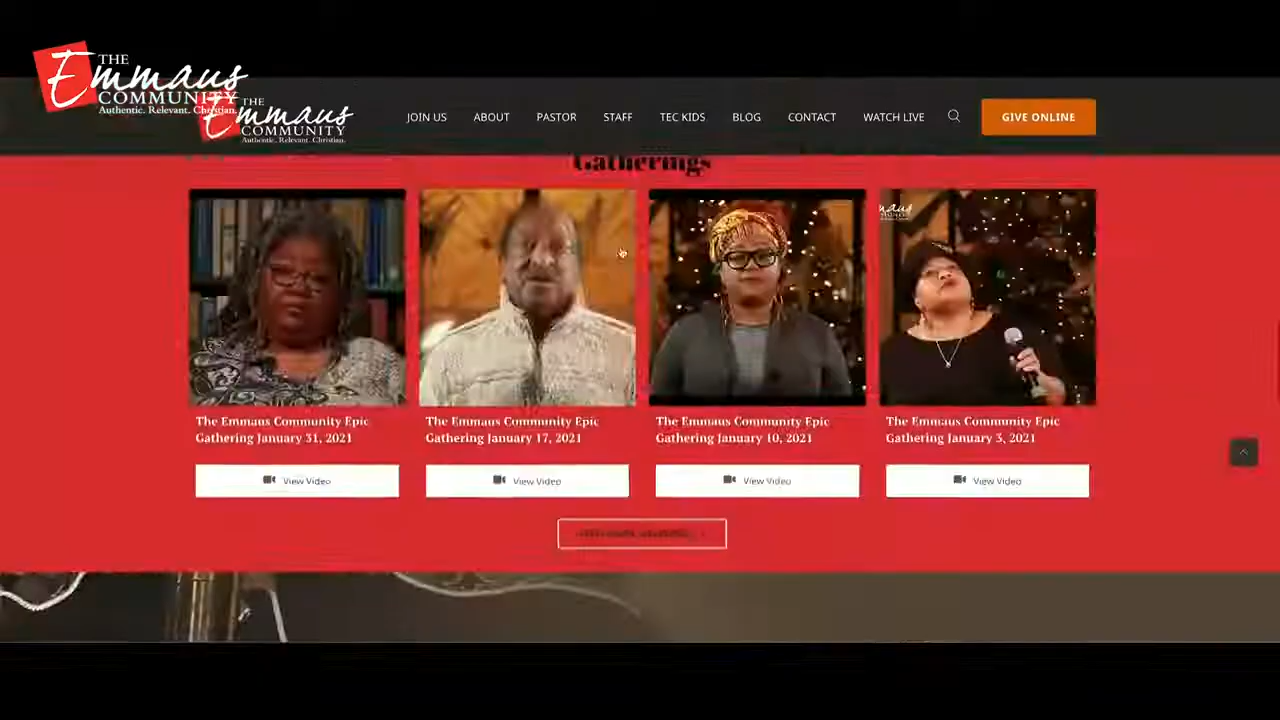 THE
Emmaus
COMMUNITY
Authentic. Relevant. Christian.
THE
Emmaus
COMMUNITY
Authentic. Relevant. Christian.
JOIN US ABOUT PASTOR STAFF TEC KIDS BLOG CONTACT WATCH LIVE GIVE ONLINE
Gatherings
The Emmaus Community Epic
Gathering January 31, 2021
View Video
The Emmaus Community Epic
Gathering January 17, 2021
View Video
The Emmaus Community Epic
Gathering January 10, 2021
View Video
The Emmaus Community Epic
Gathering January 3, 2021
View Video